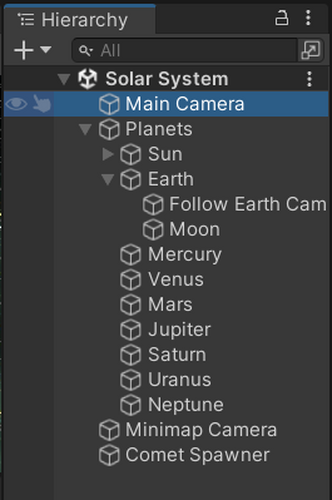 Hierarchy
All
Solar System
Main Camera
Planets
Sun
Earth
Follow Earth Cam
Moon
Mercury
Venus
Mars
Jupiter
Saturn
Uranus
Neptune
Minimap Camera
Comet Spawner